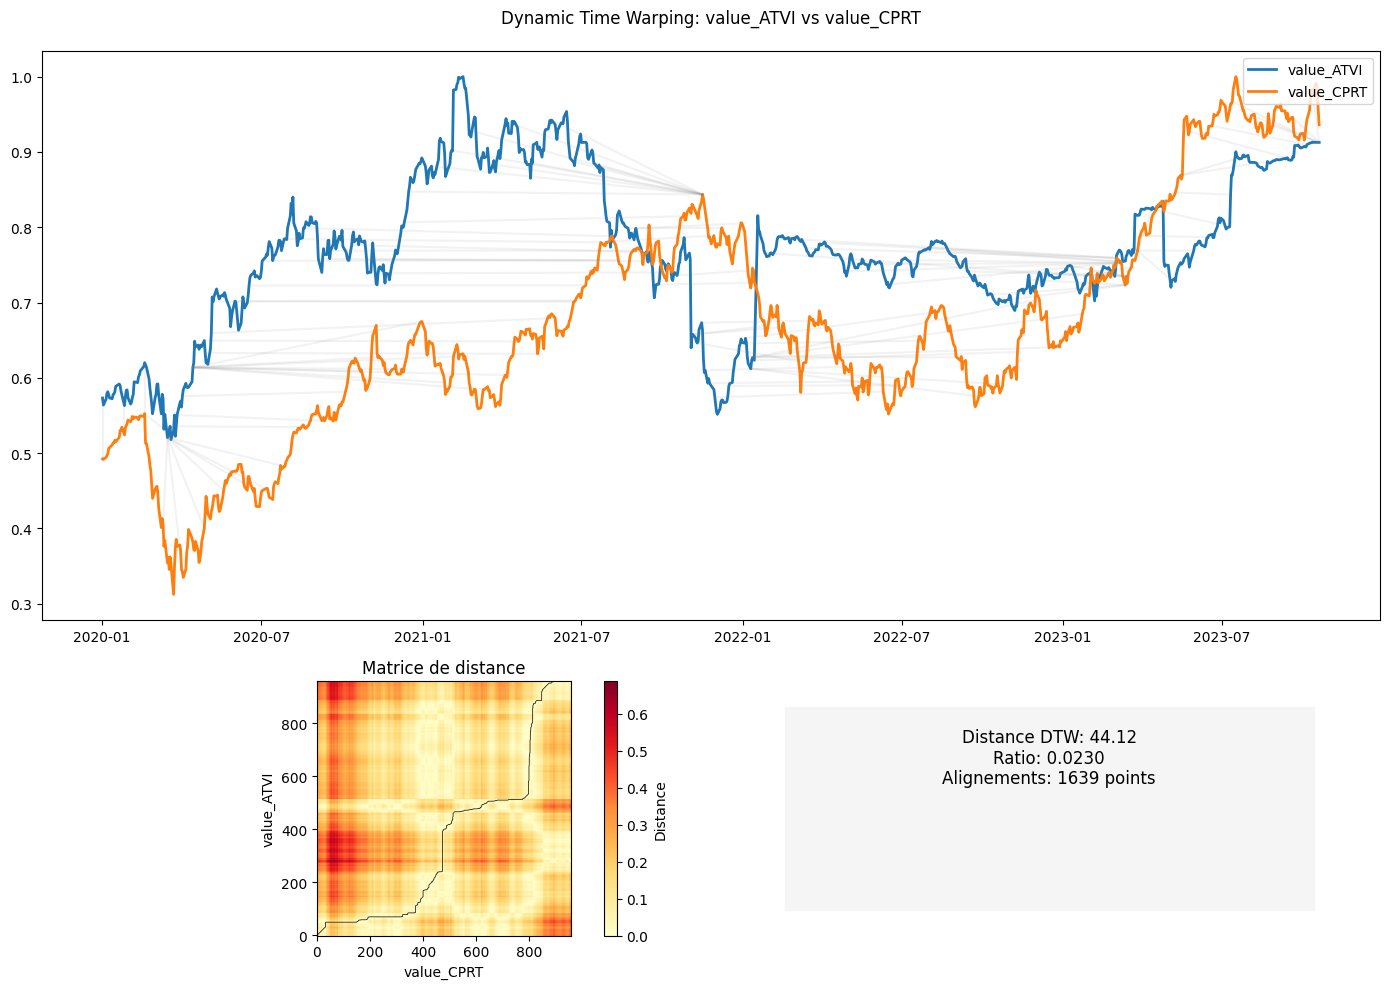 Dynamic Time Warping: value_ATVI vs value_CPRT
value_ATVI
value_CPRT
1.0
0.9
0.8
0.7
0.6
0.5
0.4
0.3
2020-01 2020-07 2021-01 2021-07 2022-01 2022-07 2023-01 2023-07
Matrice de distance
value_ATVI
800
600
400
200
0
0 200 400 600 800
value_CPRT
0.6
0.5
0.4
0.3
0.2
0.1
0.0
Distance
Distance DTW: 44.12
Ratio: 0.0230
Alignements: 1639 points